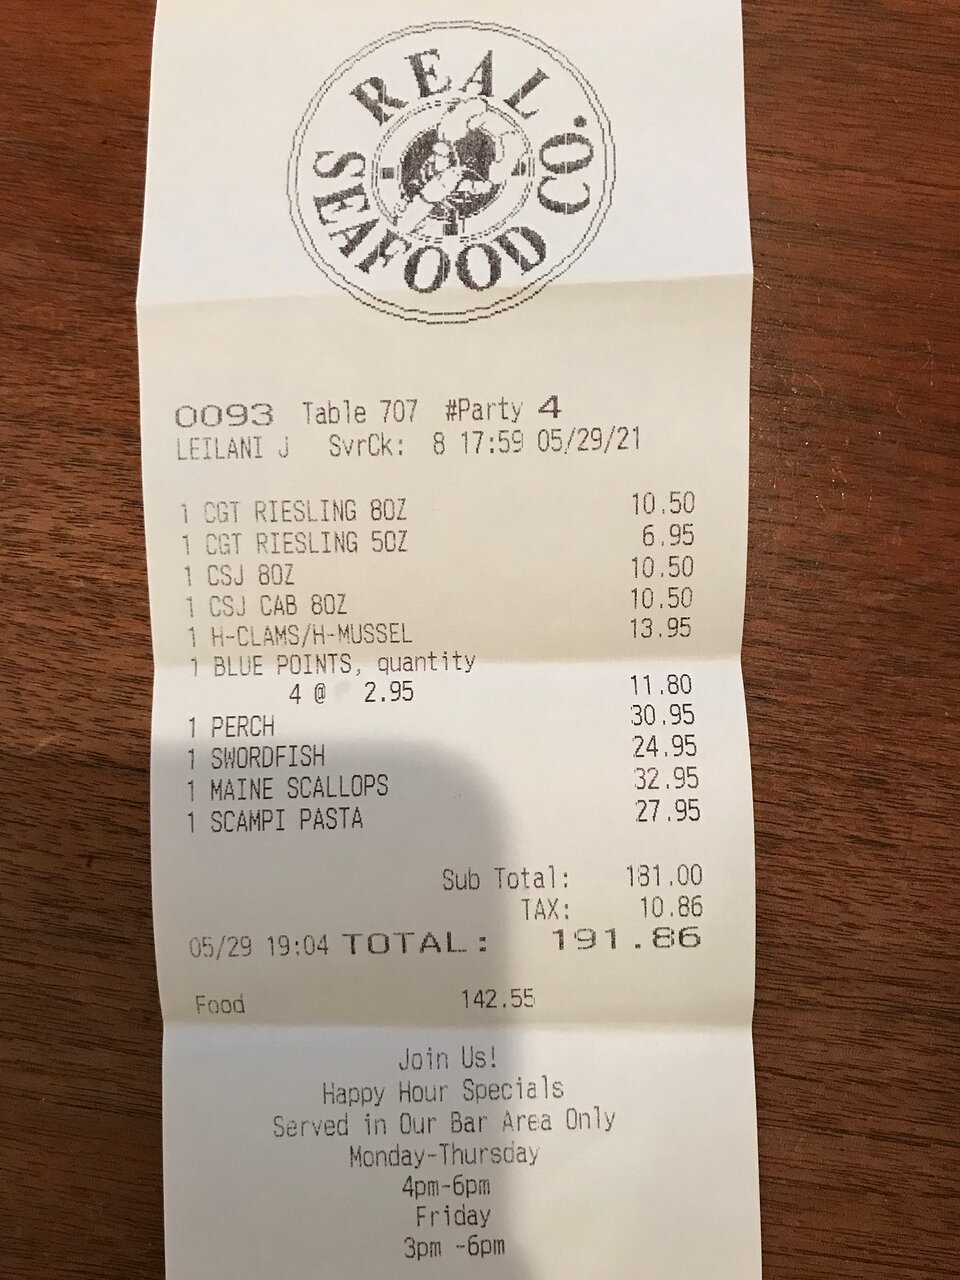 REAL
SEAFOOD CO.
0093 Table 707 #Party 4
LEILANI J SvrCk: 8 17:59 05/29/21
1 CGT RIESLING 8OZ 10.50
1 CGT RIESLING 5OZ 6.95
1 CSJ 8OZ 10.50
1 CSJ CAB 8OZ 10.50
1 H-CLAMS/H-MUSSEL 13.95
1 BLUE POINTS, quantity
4 @ 2.95 11.80
1 PERCH 30.95
1 SWORDFISH 24.95
1 MAINE SCALLOPS 32.95
1 SCAMPI PASTA 27.95
Sub Total: 181.00
TAX: 10.86
05/29 19:04 TOTAL: 191.86
Food 142.55
Join Us!
Happy Hour Specials
Served in Our Bar Area Only
Monday-Thursday
4pm-6pm
Friday
3pm -6pm